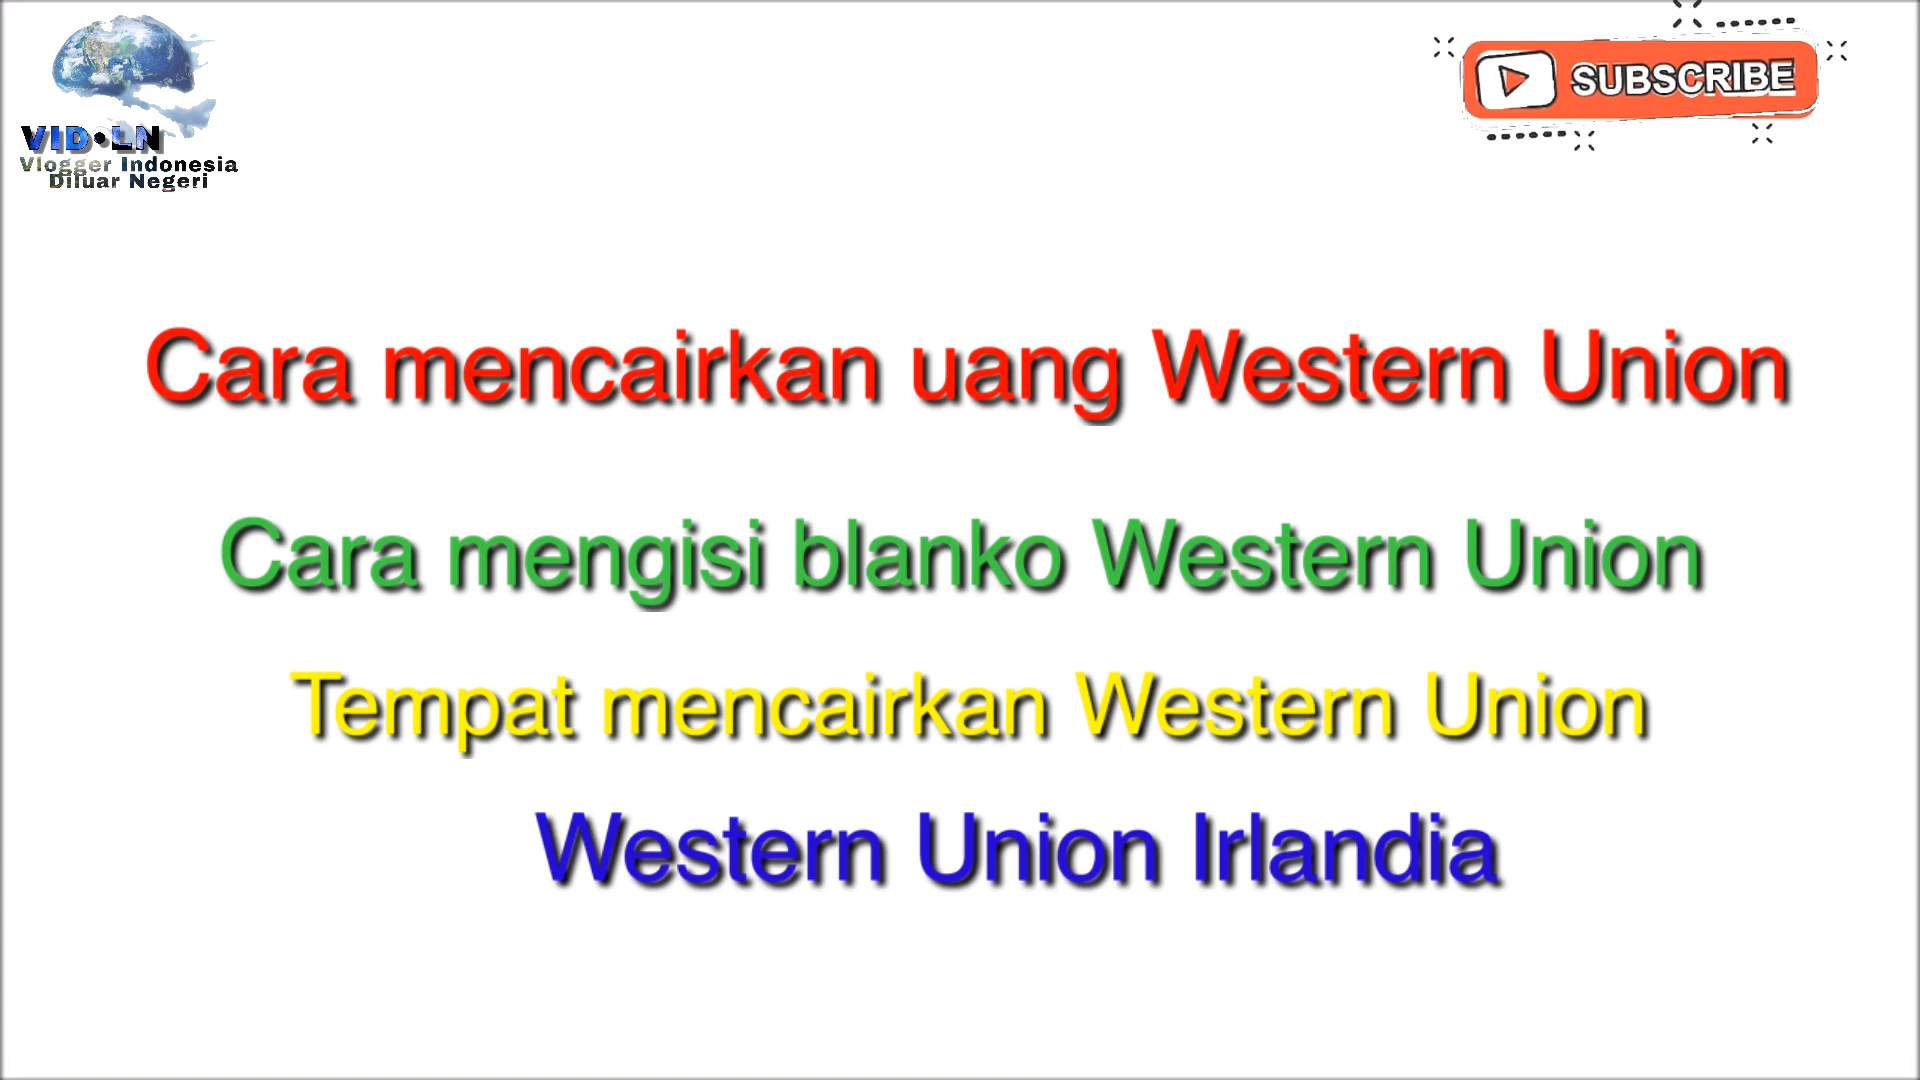 VID•LN
Vlogger Indonesia
Diluar Negeri
SUBSCRIBE
Cara mencairkan uang Western Union
Cara mengisi blanko Western Union
Tempat mencairkan Western Union
Western Union Irlandia